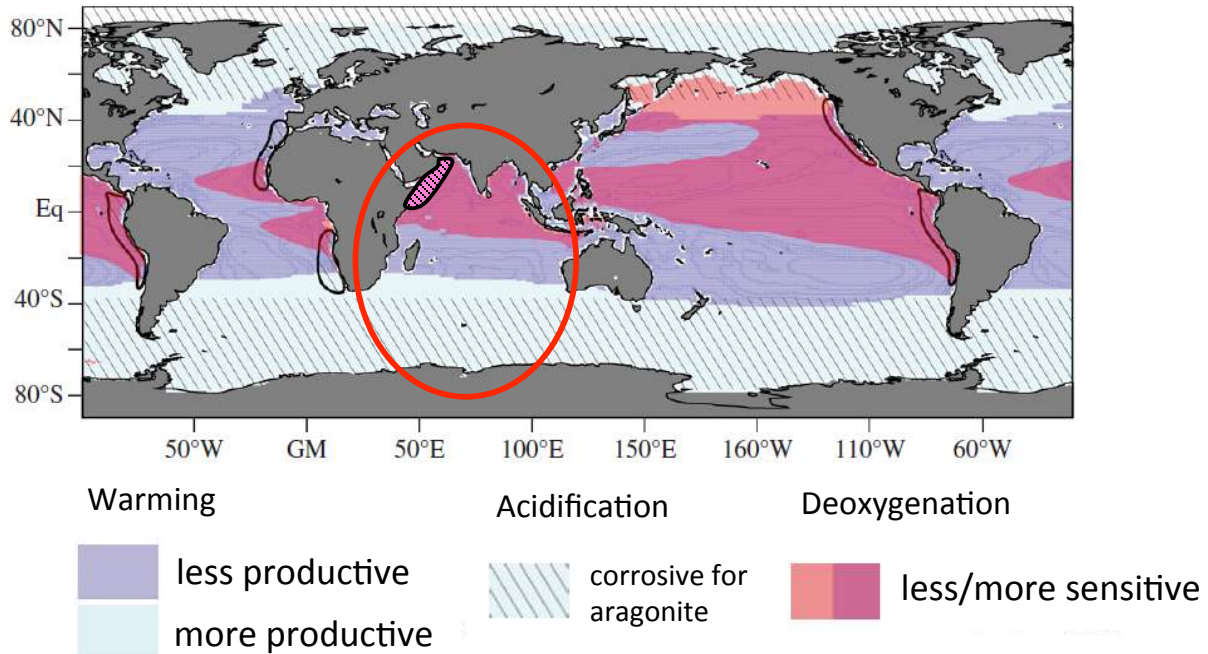 80°N
40°N
Eq
40°S
80°S
50°W GM 50°E 100°E 150°E 160°W 110°W 60°W
Warming
less productive
more productive
Acidification
corrosive for
aragonite
Deoxygenation
less/more sensitive